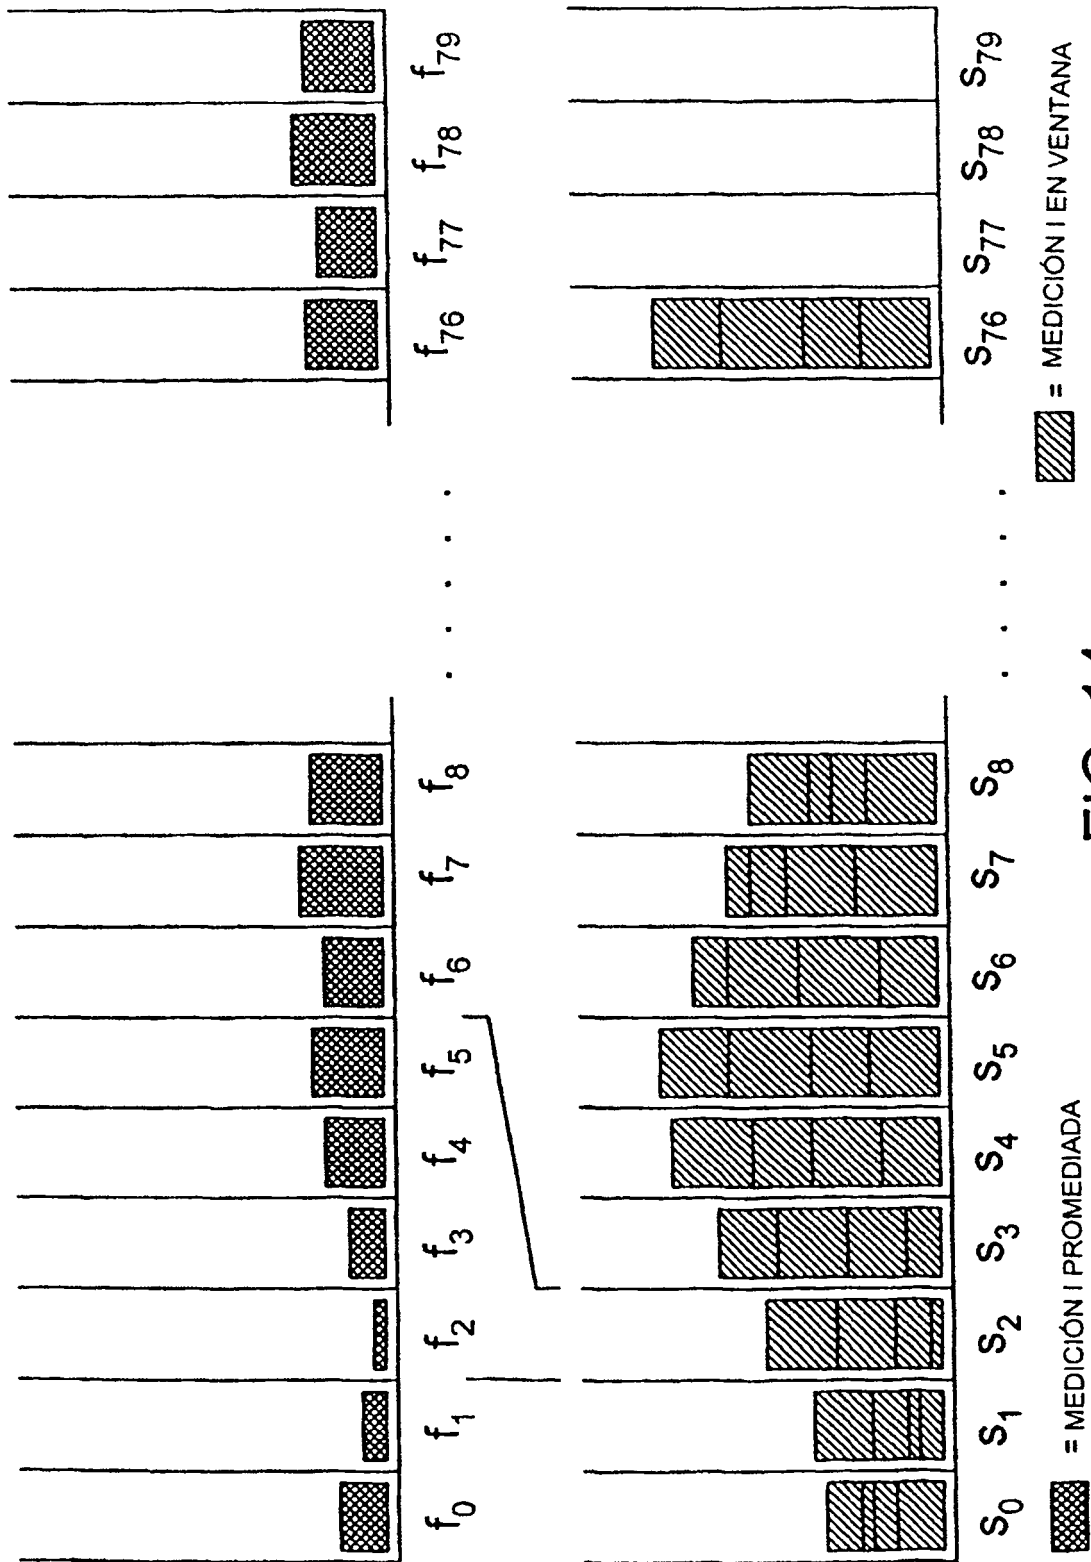 f0 f1 f2 f3 f4 f5 f6 f7 f8 . . . . . f76 f77 f78 f79
S0 S1 S2 S3 S4 S5 S6 S7 S8 . . . . . S76 S77 S78 S79
= MEDICIÓN I PROMEDIADA = MEDICIÓN I EN VENTANA